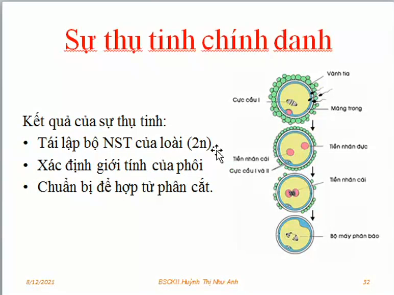 Sự thụ tinh chính danh
Kết quả của sự thụ tinh:
• Tái lập bộ NST của loài (2n).
• Xác định giới tính của phôi
• Chuẩn bị để hợp tử phân cắt.
Vành tia
Cực cầu I
Màng trong
Tiền nhân đực
Tiền nhân cái
Cực cầu I và II
Tiền nhân cái
Bộ máy phân bào
8/12/2021
BSCKII Huỳnh Thị Như Anh
32